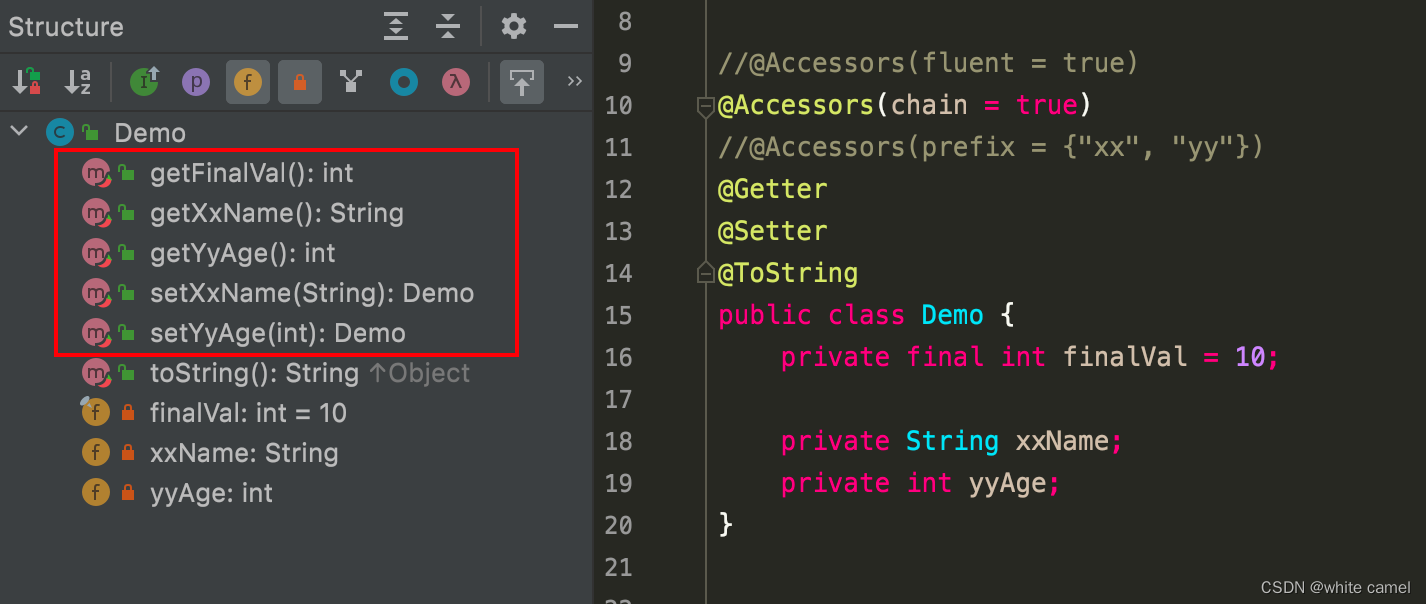 Structure
Demo
getFinalVal(): int
getXxName(): String
getYyAge(): int
setXxName(String): Demo
setYyAge(int): Demo
toString(): String ↑Object
finalVal: int = 10
xxName: String
yyAge: int
8
9 //@Accessors(fluent = true)
10 @Accessors(chain = true)
11 //@Accessors(prefix = {"xx", "yy"})
12 @Getter
13 @Setter
14 @ToString
15 public class Demo {
16 private final int finalVal = 10;
17
18 private String xxName;
19 private int yyAge;
20 }
21
CSDN @white camel